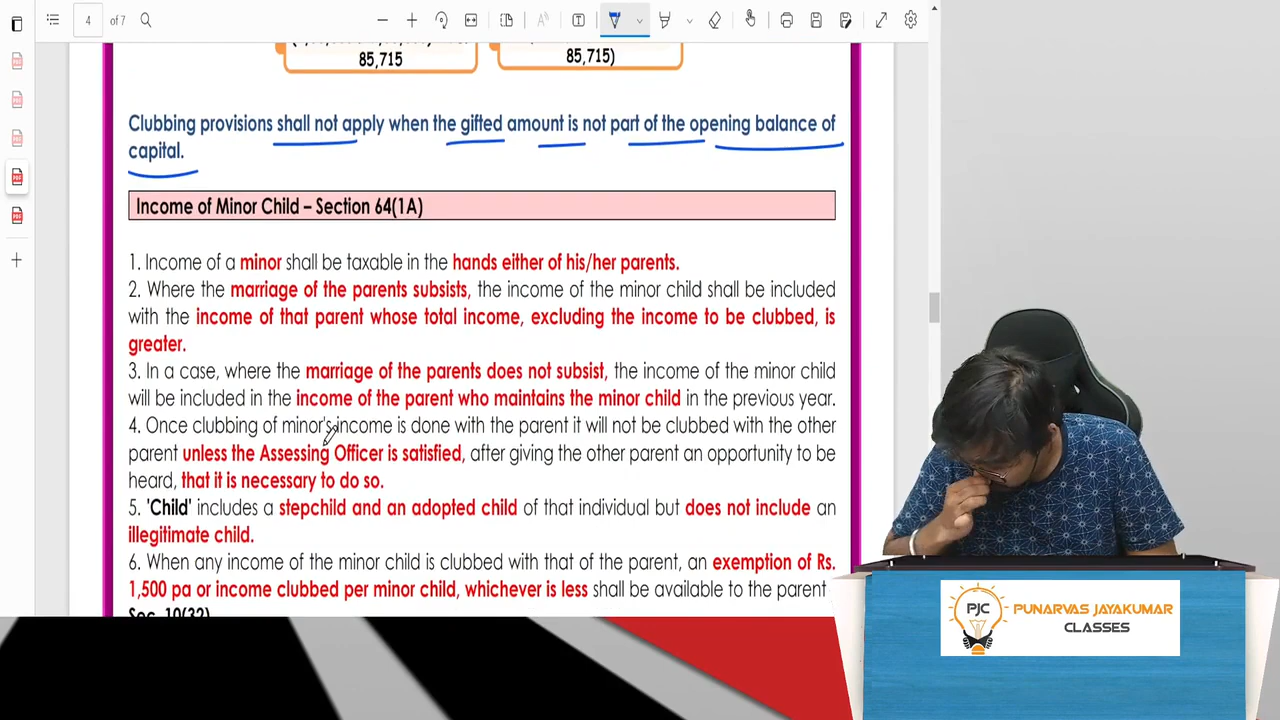 4
of 7
85,715
85,715)
Clubbing provisions shall not apply when the gifted amount is not part of the opening balance of
capital.
Income of Minor Child – Section 64(1A)
1. Income of a minor shall be taxable in the hands either of his/her parents.
2. Where the marriage of the parents subsists, the income of the minor child shall be included
with the income of that parent whose total income, excluding the income to be clubbed, is
greater.
3. In a case, where the marriage of the parents does not subsist, the income of the minor child
will be included in the income of the parent who maintains the minor child in the previous year.
4. Once clubbing of minor's income is done with the parent it will not be clubbed with the other
parent unless the Assessing Officer is satisfied, after giving the other parent an opportunity to be
heard, that it is necessary to do so.
5. 'Child' includes a stepchild and an adopted child of that individual but does not include an
illegitimate child.
6. When any income of the minor child is clubbed with that of the parent, an exemption of Rs.
1,500 pa or income clubbed per minor child, whichever is less shall be available to the parent
Sec. 10(32)
PJC
PUNARVAS JAYAKUMAR
CLASSES